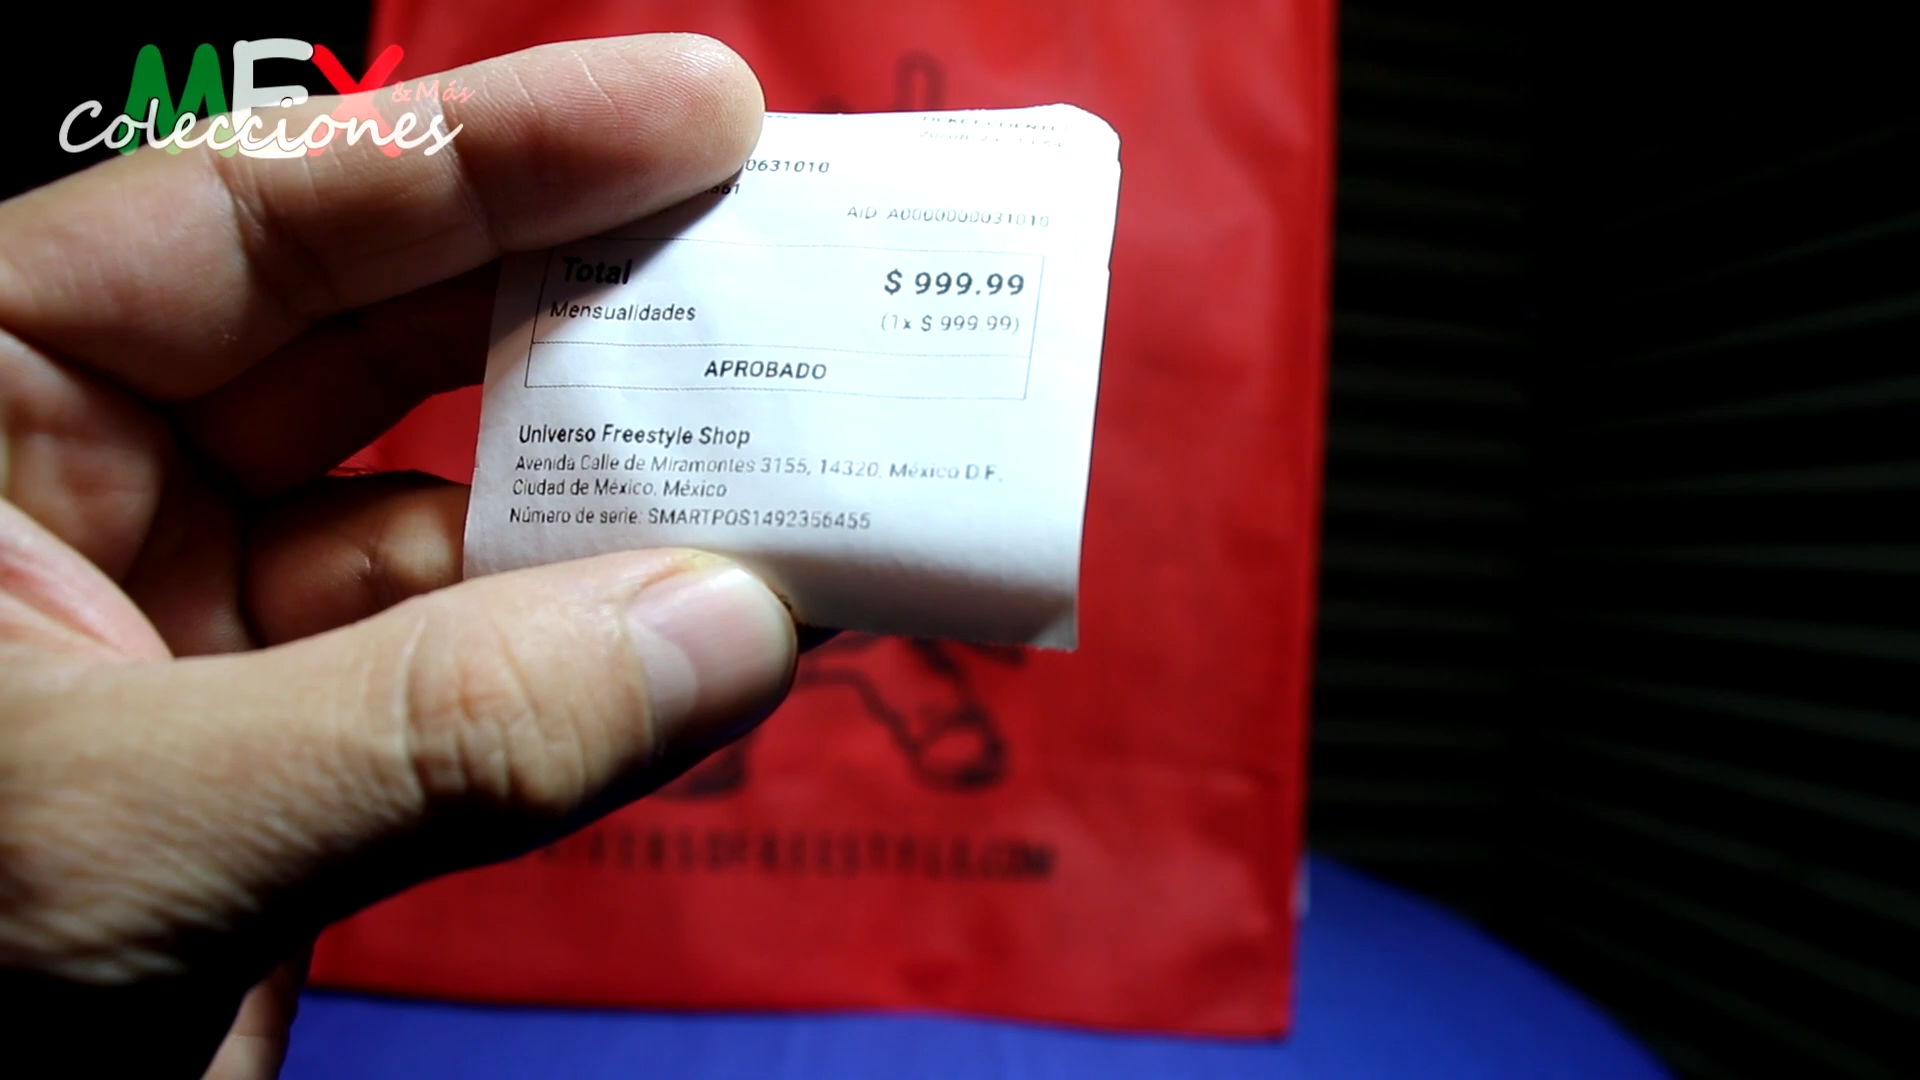 MEX
&Más
Colecciones
0631010
AID: A0000000031010
Total $ 999.99
Mensualidades (1x $ 999.99)
APROBADO
Universo Freestyle Shop
Avenida Calle de Miramontes 3155, 14320, México D.F.,
Ciudad de México, México
Número de serie: SMARTPOS1492356455